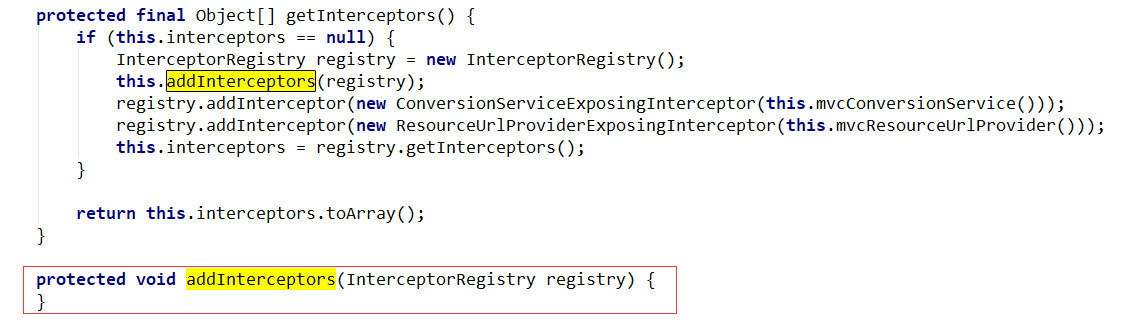 protected final Object[] getInterceptors() {
    if (this.interceptors == null) {
        InterceptorRegistry registry = new InterceptorRegistry();
        this.addInterceptors(registry);
        registry.addInterceptor(new ConversionServiceExposingInterceptor(this.mvcConversionService()));
        registry.addInterceptor(new ResourceUrlProviderExposingInterceptor(this.mvcResourceUrlProvider()));
        this.interceptors = registry.getInterceptors();
    }

    return this.interceptors.toArray();
}

protected void addInterceptors(InterceptorRegistry registry) {
}